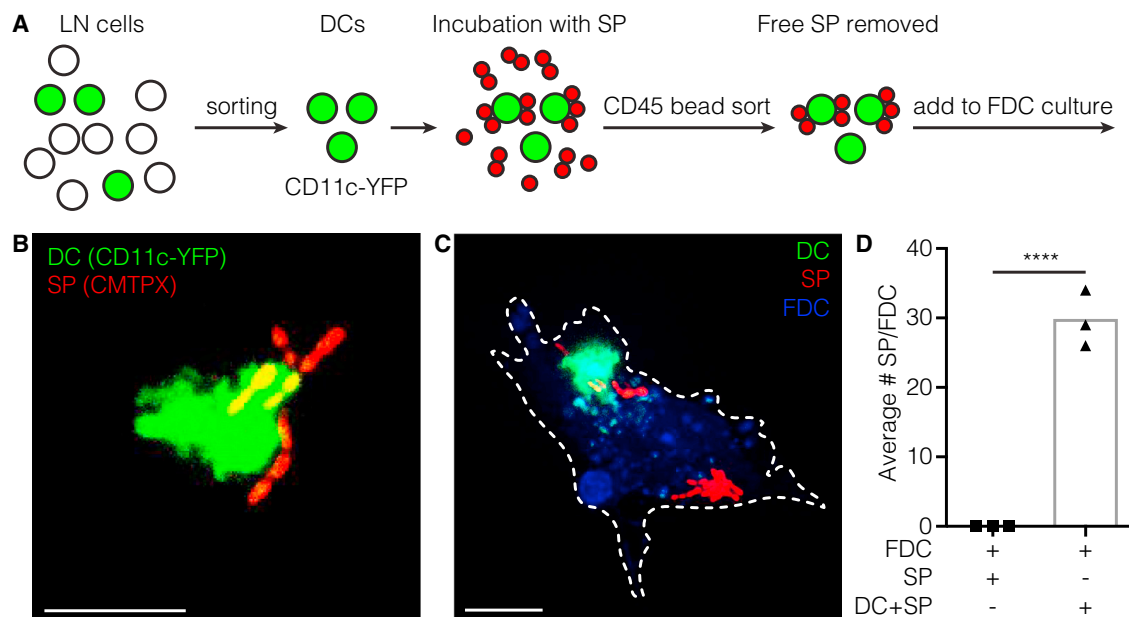 A
LN cells
DCs
Incubation with SP
Free SP removed
sorting
CD45 bead sort
add to FDC culture
CD11c-YFP
B
DC (CD11c-YFP)
SP (CMTPX)
C
DC
SP
FDC
D
****
Average # SP/FDC
40
30
20
10
0
FDC + +
SP + -
DC+SP - +